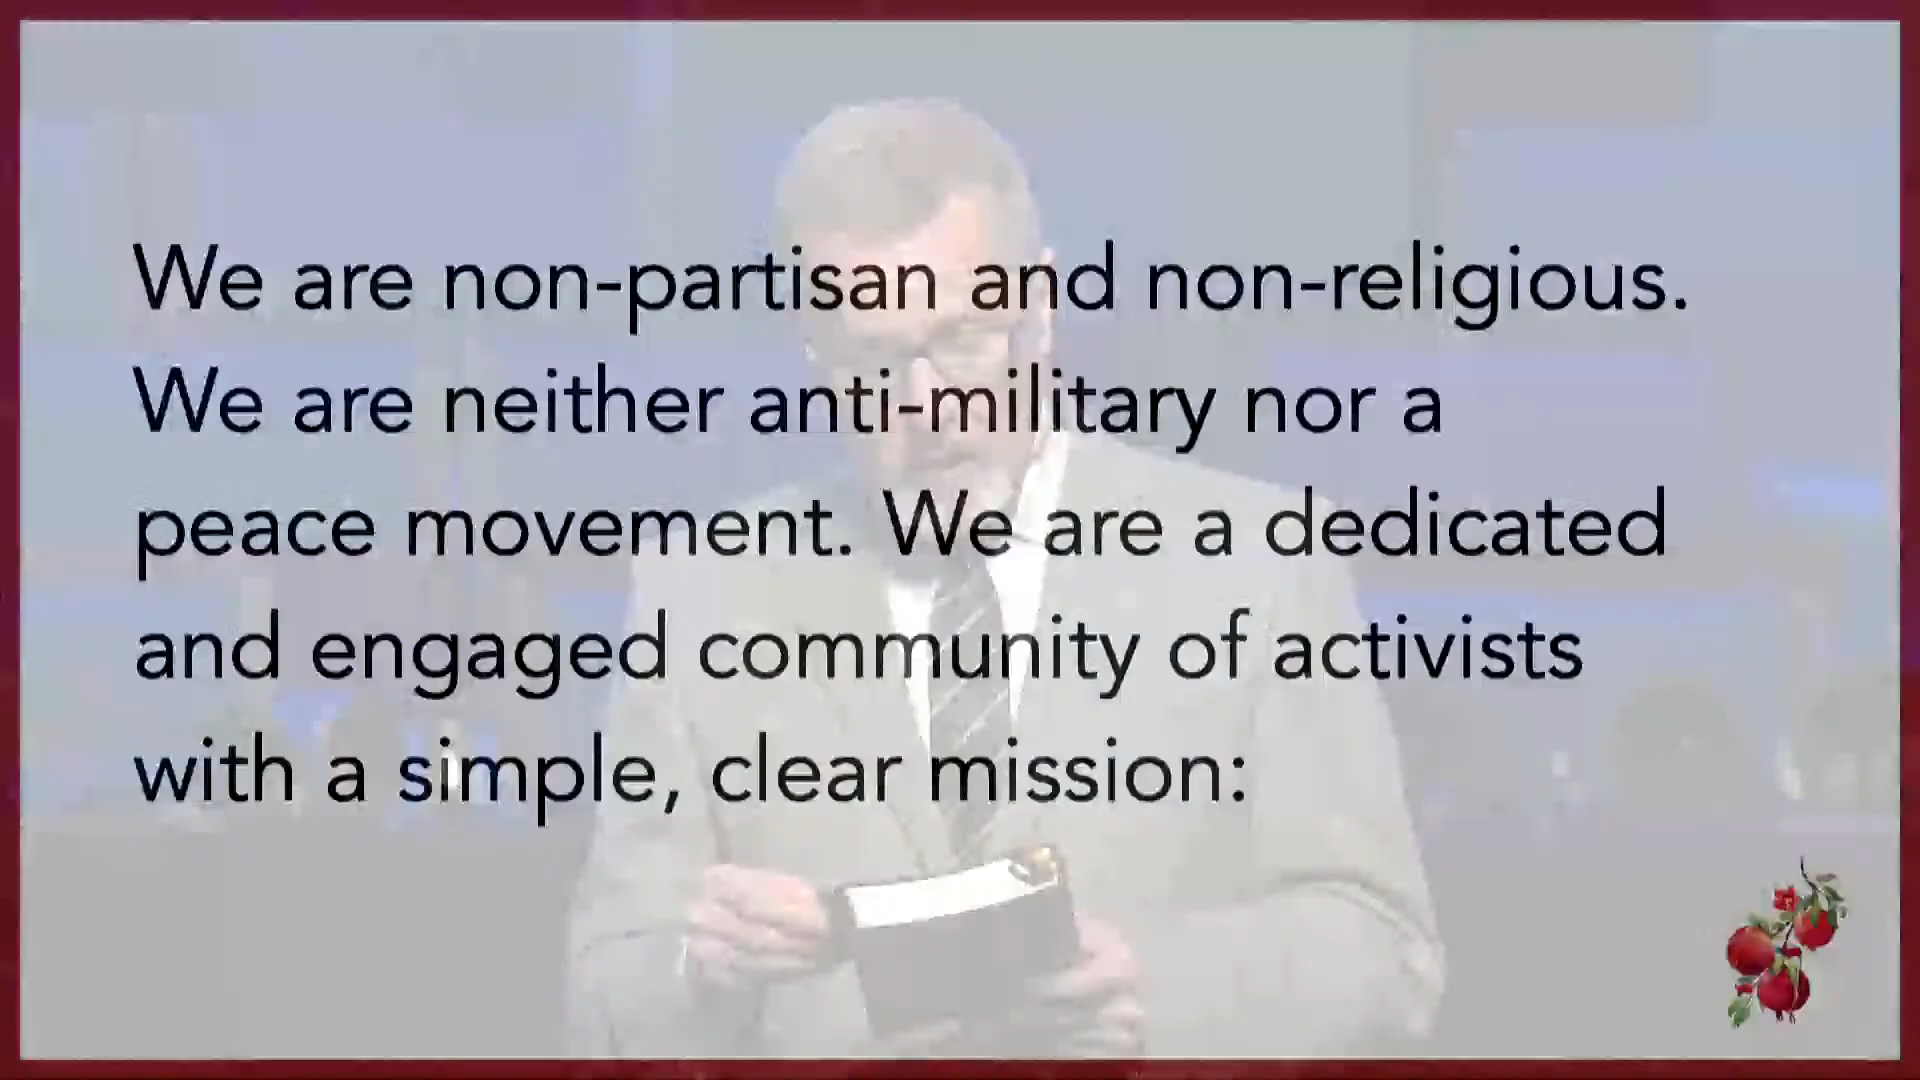 We are non-partisan and non-religious.
We are neither anti-military nor a
peace movement. We are a dedicated
and engaged community of activists
with a simple, clear mission: